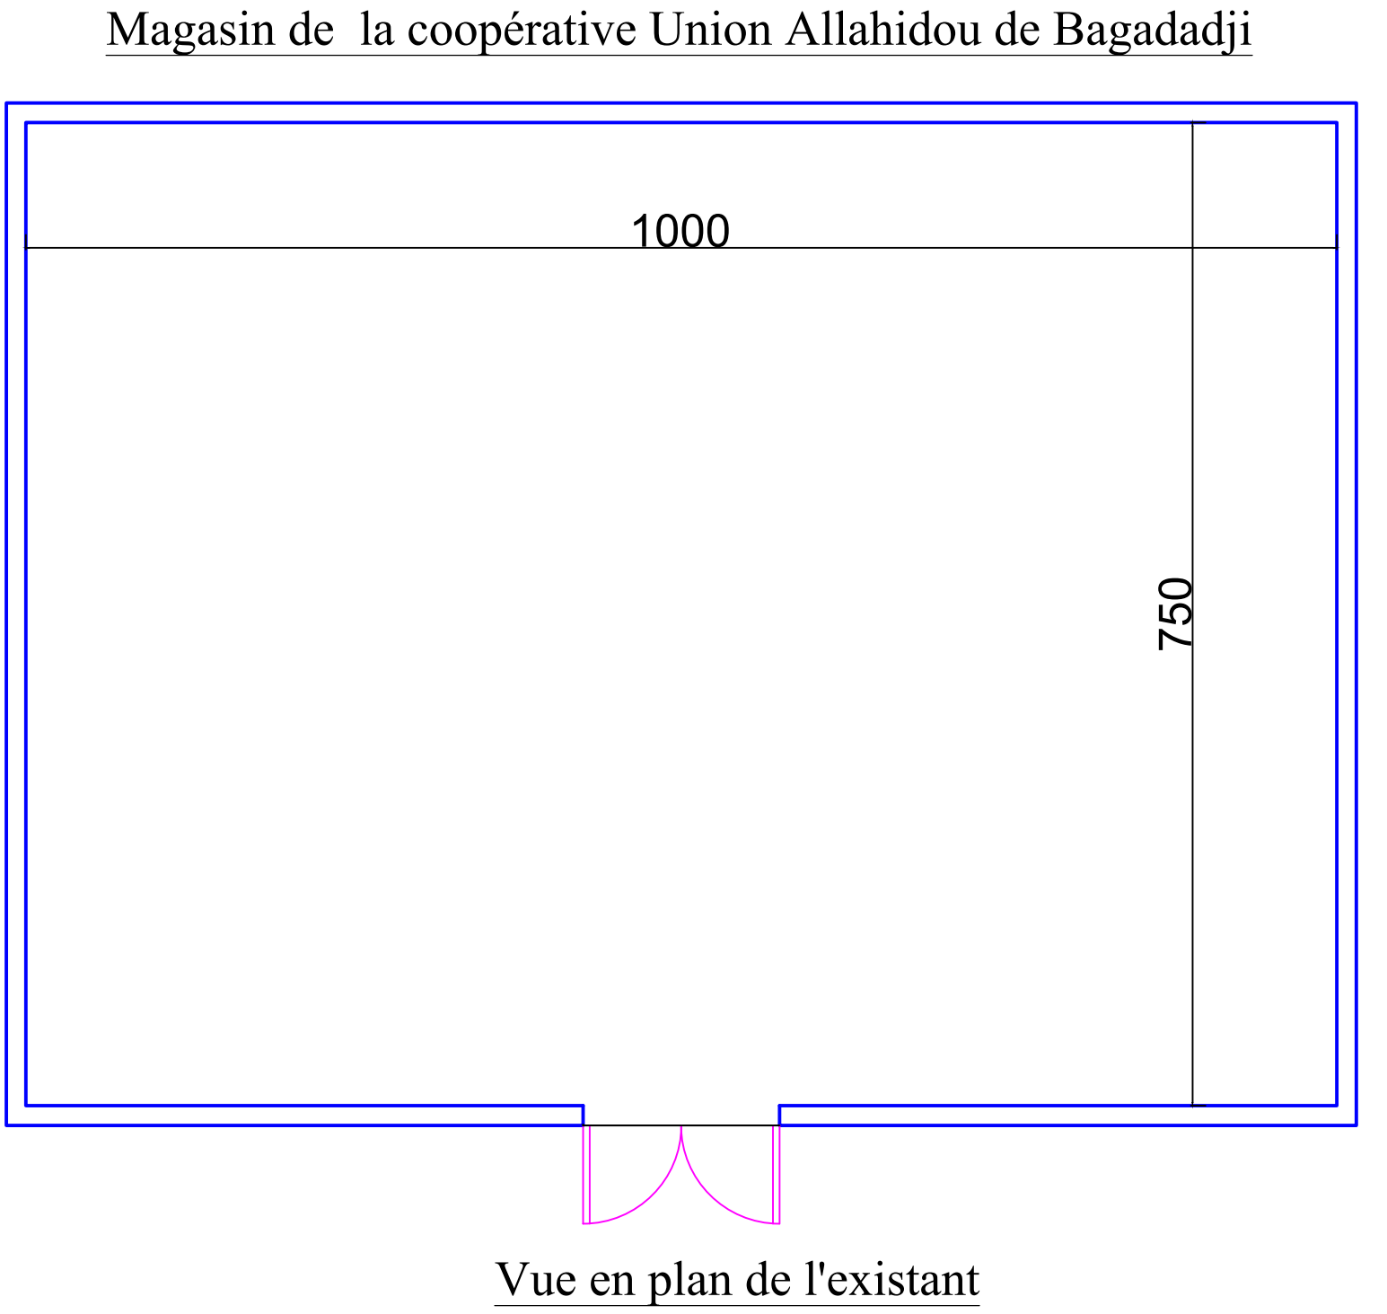 Magasin de  la coopérative Union Allahidou de Bagadadji
1000
750
Vue en plan de l'existant